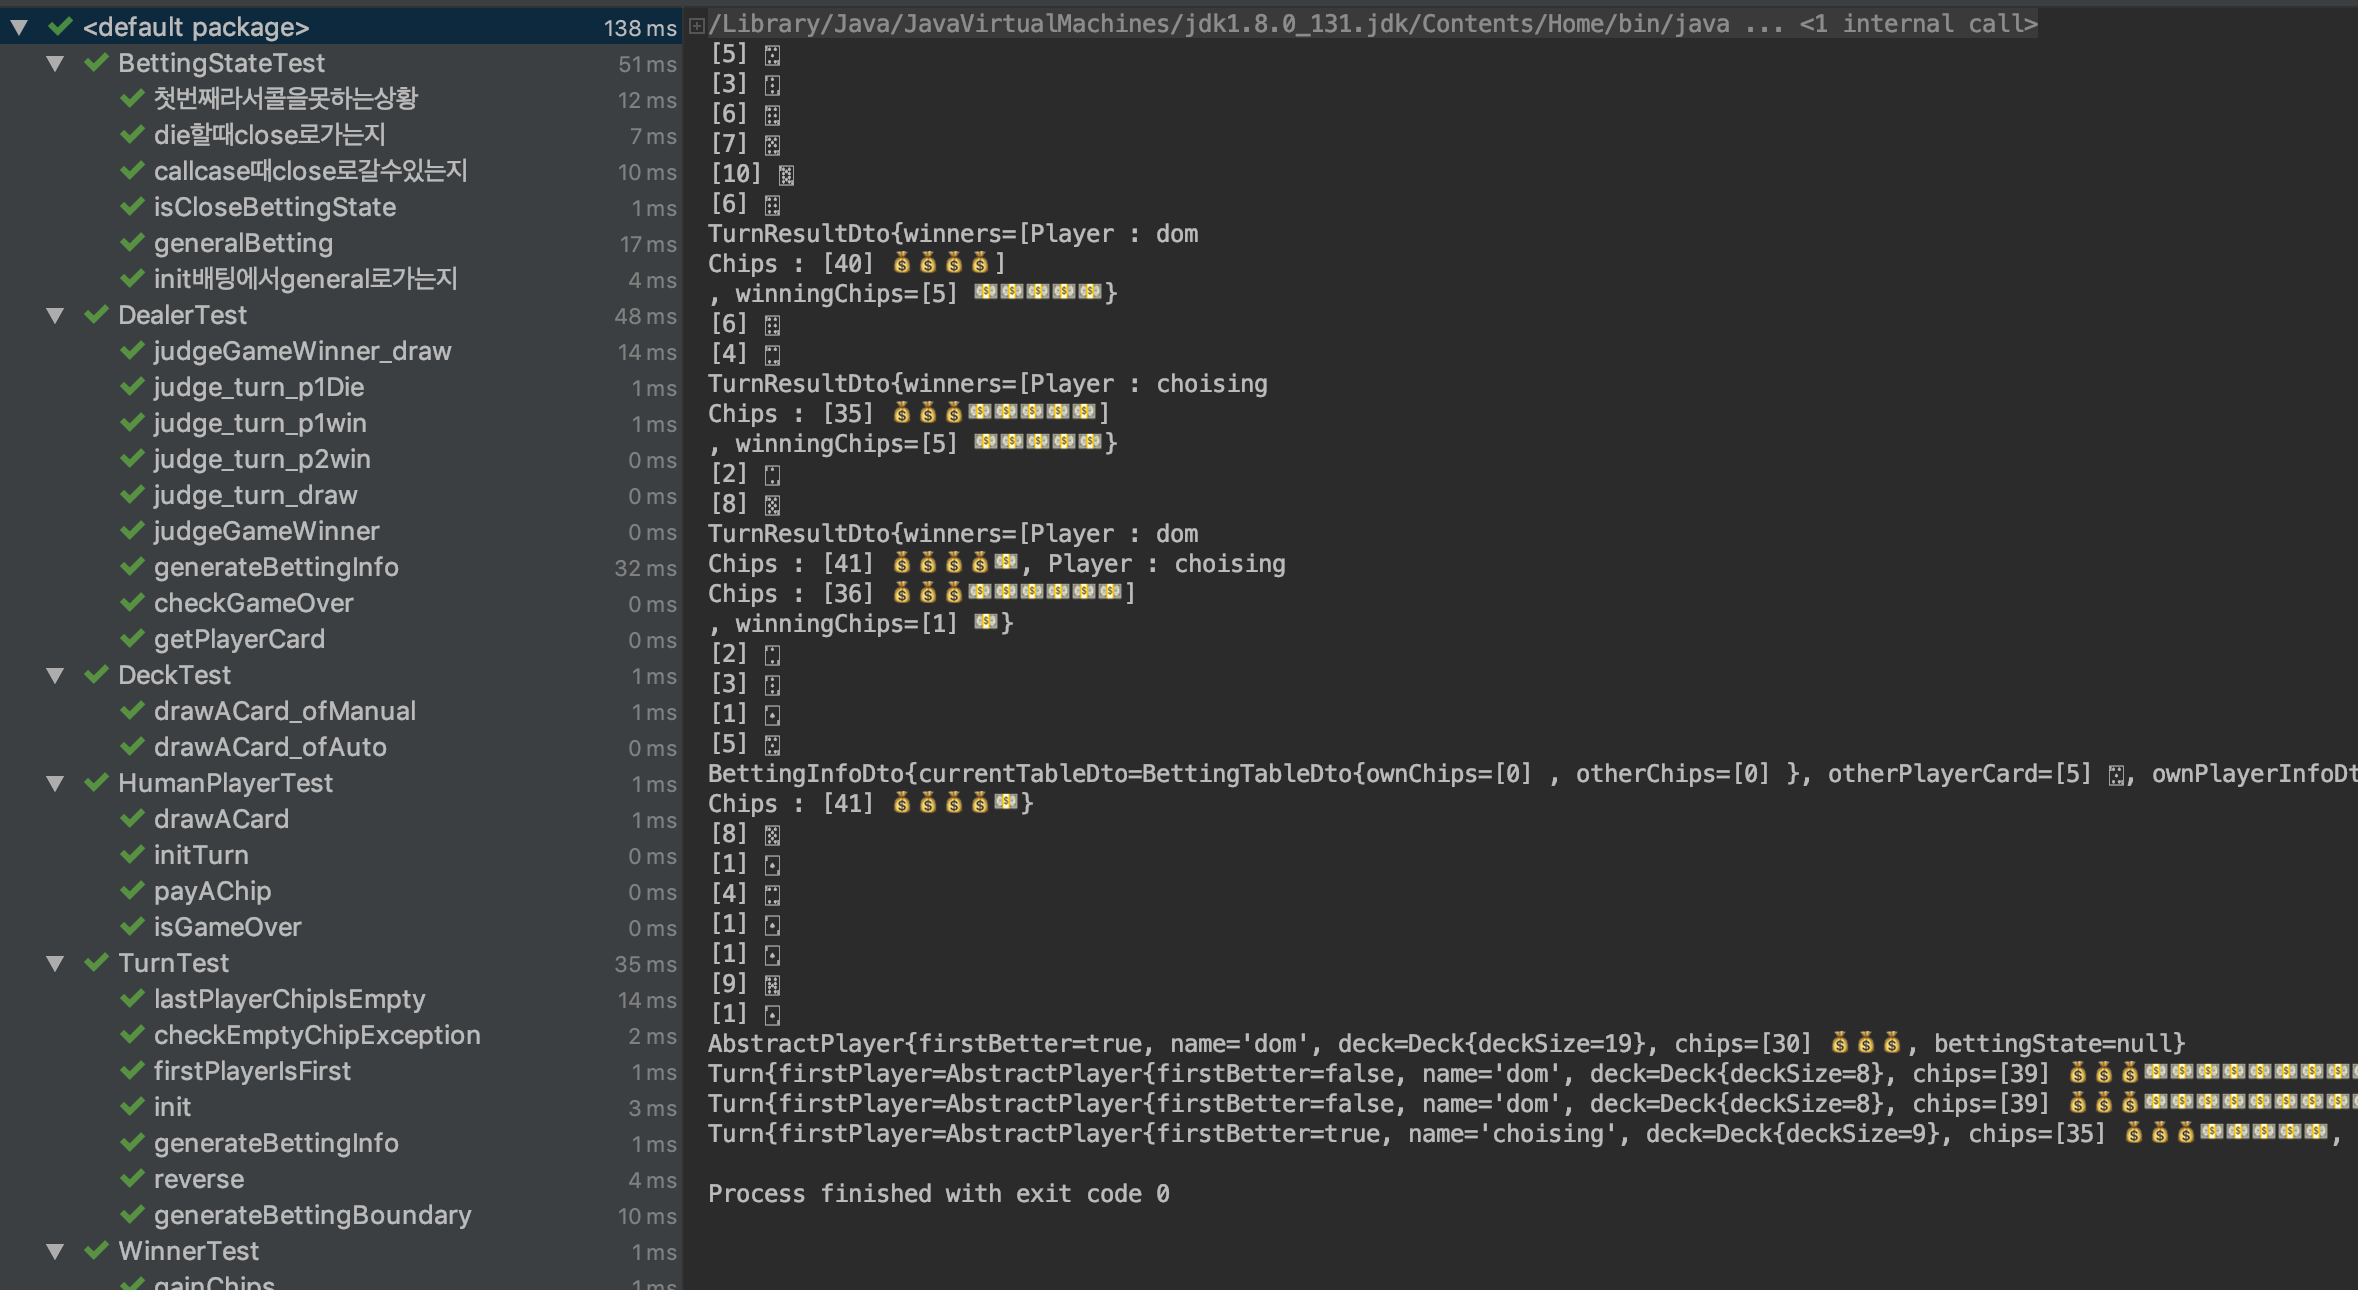 <default package> 138 ms
BettingStateTest 51 ms
첫번째라서콜을못하는상황 12 ms
die할때close로가는지 7 ms
callcase때close로갈수있는지 10 ms
isCloseBettingState 1 ms
generalBetting 17 ms
init배팅에서general로가는지 4 ms
DealerTest 48 ms
judgeGameWinner_draw 14 ms
judge_turn_p1Die 1 ms
judge_turn_p1win 1 ms
judge_turn_p2win 0 ms
judge_turn_draw 0 ms
judgeGameWinner 0 ms
generateBettingInfo 32 ms
checkGameOver 0 ms
getPlayerCard 0 ms
DeckTest 1 ms
drawACard_ofManual 1 ms
drawACard_ofAuto 0 ms
HumanPlayerTest 1 ms
drawACard 1 ms
initTurn 0 ms
payAChip 0 ms
isGameOver 0 ms
TurnTest 35 ms
lastPlayerChipIsEmpty 14 ms
checkEmptyChipException 2 ms
firstPlayerIsFirst 1 ms
init 3 ms
generateBettingInfo 1 ms
reverse 4 ms
generateBettingBoundary 10 ms
WinnerTest 1 ms
gainChips 1 ms
/Library/Java/JavaVirtualMachines/jdk1.8.0_131.jdk/Contents/Home/bin/java ... <1 internal call>
[5] 🂥
[3] 🂣
[6] 🂦
[7] 🂧
[10] 🂪
[6] 🂦
TurnResultDto{winners=[Player : dom
Chips : [40] 💰💰💰💰]
, winningChips=[5] 💵💵💵💵💵}
[6] 🂦
[4] 🂤
TurnResultDto{winners=[Player : choising
Chips : [35] 💰💰💰💵💵💵💵💵]
, winningChips=[5] 💵💵💵💵💵}
[2] 🂢
[8] 🂨
TurnResultDto{winners=[Player : dom
Chips : [41] 💰💰💰💰💵, Player : choising
Chips : [36] 💰💰💰💵💵💵💵💵💵]
, winningChips=[1] 💵}
[2] 🂢
[3] 🂣
[1] 🂡
[5] 🂥
BettingInfoDto{currentTableDto=BettingTableDto{ownChips=[0] , otherChips=[0] }, otherPlayerCard=[5] 🂥, ownPlayerInfoDt
Chips : [41] 💰💰💰💰💵}
[8] 🂨
[1] 🂡
[4] 🂤
[1] 🂡
[1] 🂡
[9] 🂩
[1] 🂡
AbstractPlayer{firstBetter=true, name='dom', deck=Deck{deckSize=19}, chips=[30] 💰💰💰, bettingState=null}
Turn{firstPlayer=AbstractPlayer{firstBetter=false, name='dom', deck=Deck{deckSize=8}, chips=[39] 💰💰💰💵💵💵💵💵💵💵💵
Turn{firstPlayer=AbstractPlayer{firstBetter=false, name='dom', deck=Deck{deckSize=8}, chips=[39] 💰💰💰💵💵💵💵💵💵💵💵
Turn{firstPlayer=AbstractPlayer{firstBetter=true, name='choising', deck=Deck{deckSize=9}, chips=[35] 💰💰💰💵💵💵💵💵,
Process finished with exit code 0